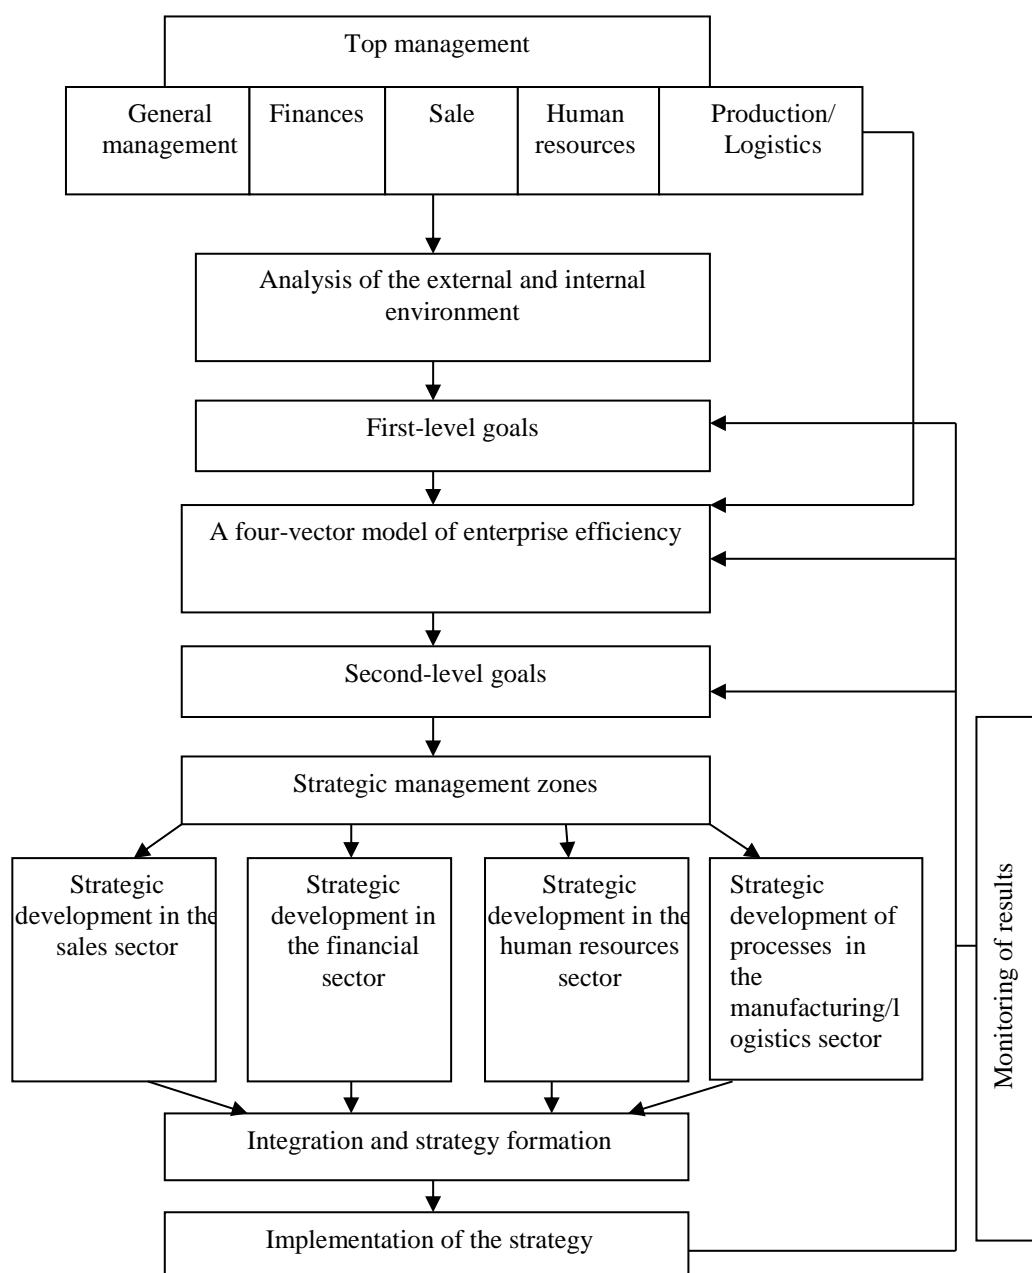 Top management
General
management
Finances
Sale
Human
resources
Production/
Logistics
Analysis of the external and internal
environment
First-level goals
A four-vector model of enterprise efficiency
Second-level goals
Strategic management zones
Strategic
development in the
sales sector
Strategic
development in
the financial
sector
Strategic
development in the
human resources
sector
Strategic
development of
processes in
the
manufacturing/l
ogistics sector
Monitoring of results
Integration and strategy formation
Implementation of the strategy